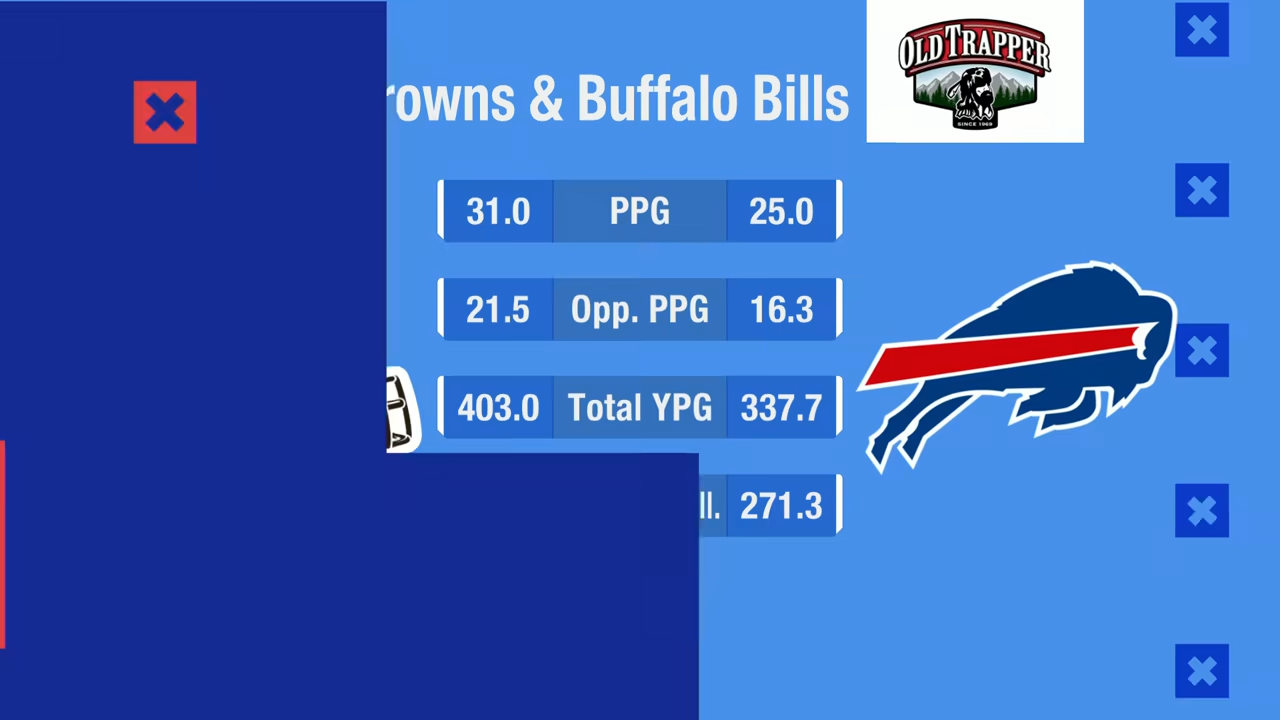 OLD TRAPPER
SINCE 1969
rowns & Buffalo Bills
31.0 PPG 25.0
21.5 Opp. PPG 16.3
403.0 Total YPG 337.7
ll. 271.3